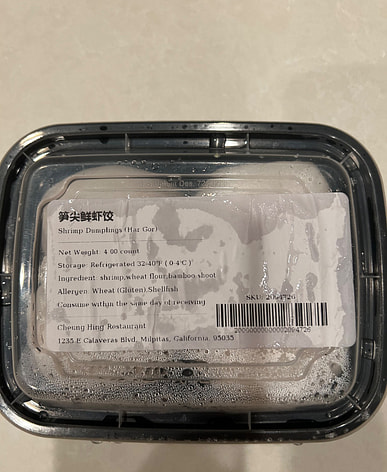 笋尖鲜虾饺
Shrimp Dumplings (Har Gor)
Net Weight: 4.00 count
Storage: Refrigerated 32-40°F ( 0-4°C )
Ingredient: shrimp,wheat flour,bamboo shoot
Allergen: Wheat (Gluten),Shellfish
Consume within the same day of receiving
SKU: 2094726
2000000000002094726
Cheung Hing Restaurant
1235 E Calaveras Blvd, Milpitas, California, 95035